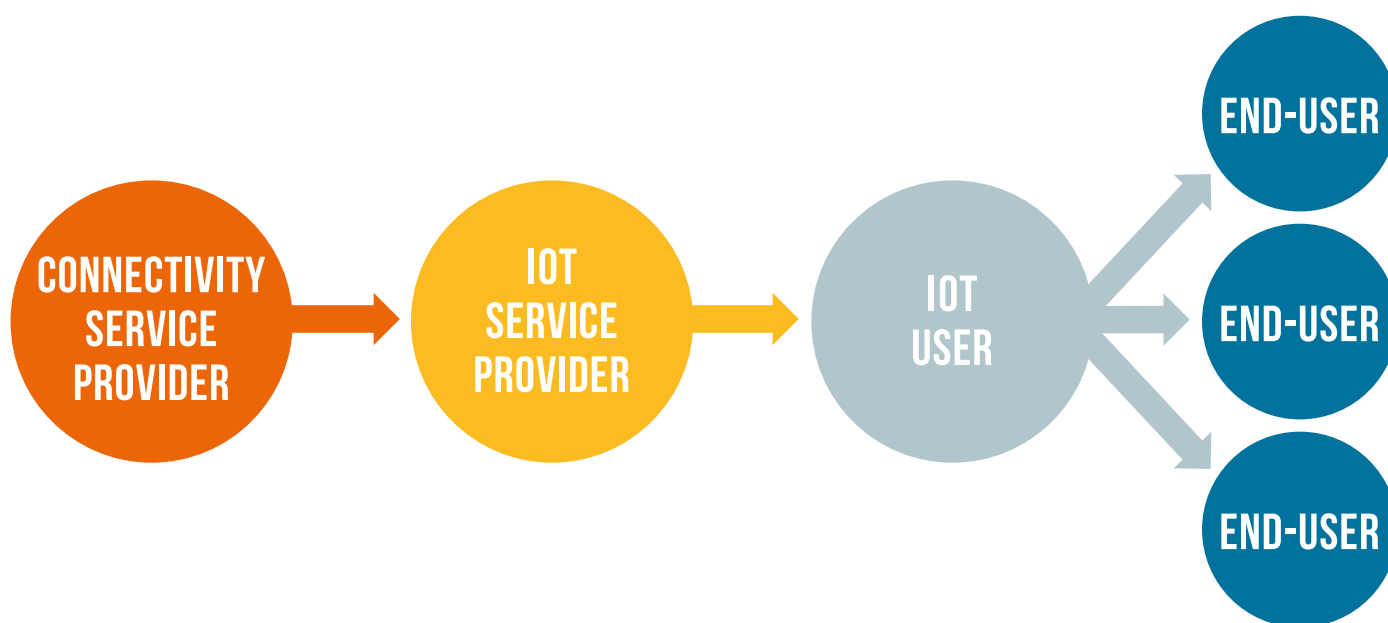 CONNECTIVITY
SERVICE
PROVIDER
IOT
SERVICE
PROVIDER
IOT
USER
END-USER
END-USER
END-USER